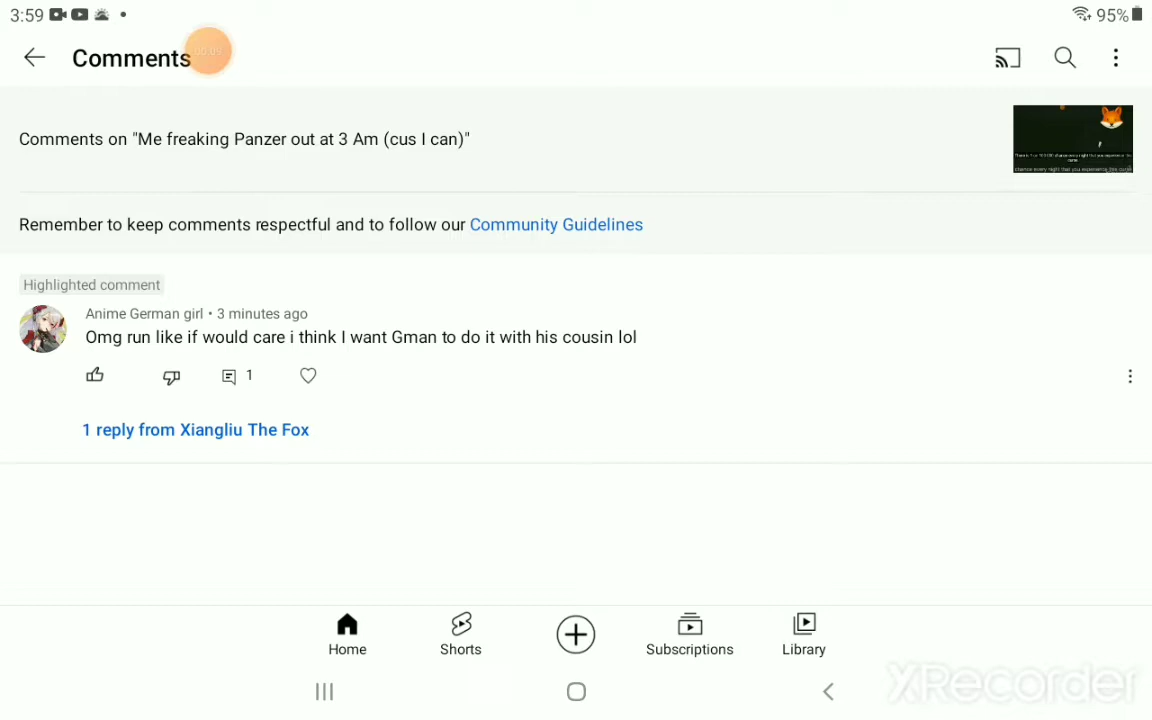 3:59
95%
Comments
00:05
Comments on "Me freaking Panzer out at 3 Am (cus I can)"
Remember to keep comments respectful and to follow our Community Guidelines
Highlighted comment
Anime German girl • 3 minutes ago
Omg run like if would care i think I want Gman to do it with his cousin lol
1
1 reply from Xiangliu The Fox
Home
Shorts
Subscriptions
Library
XRecorder